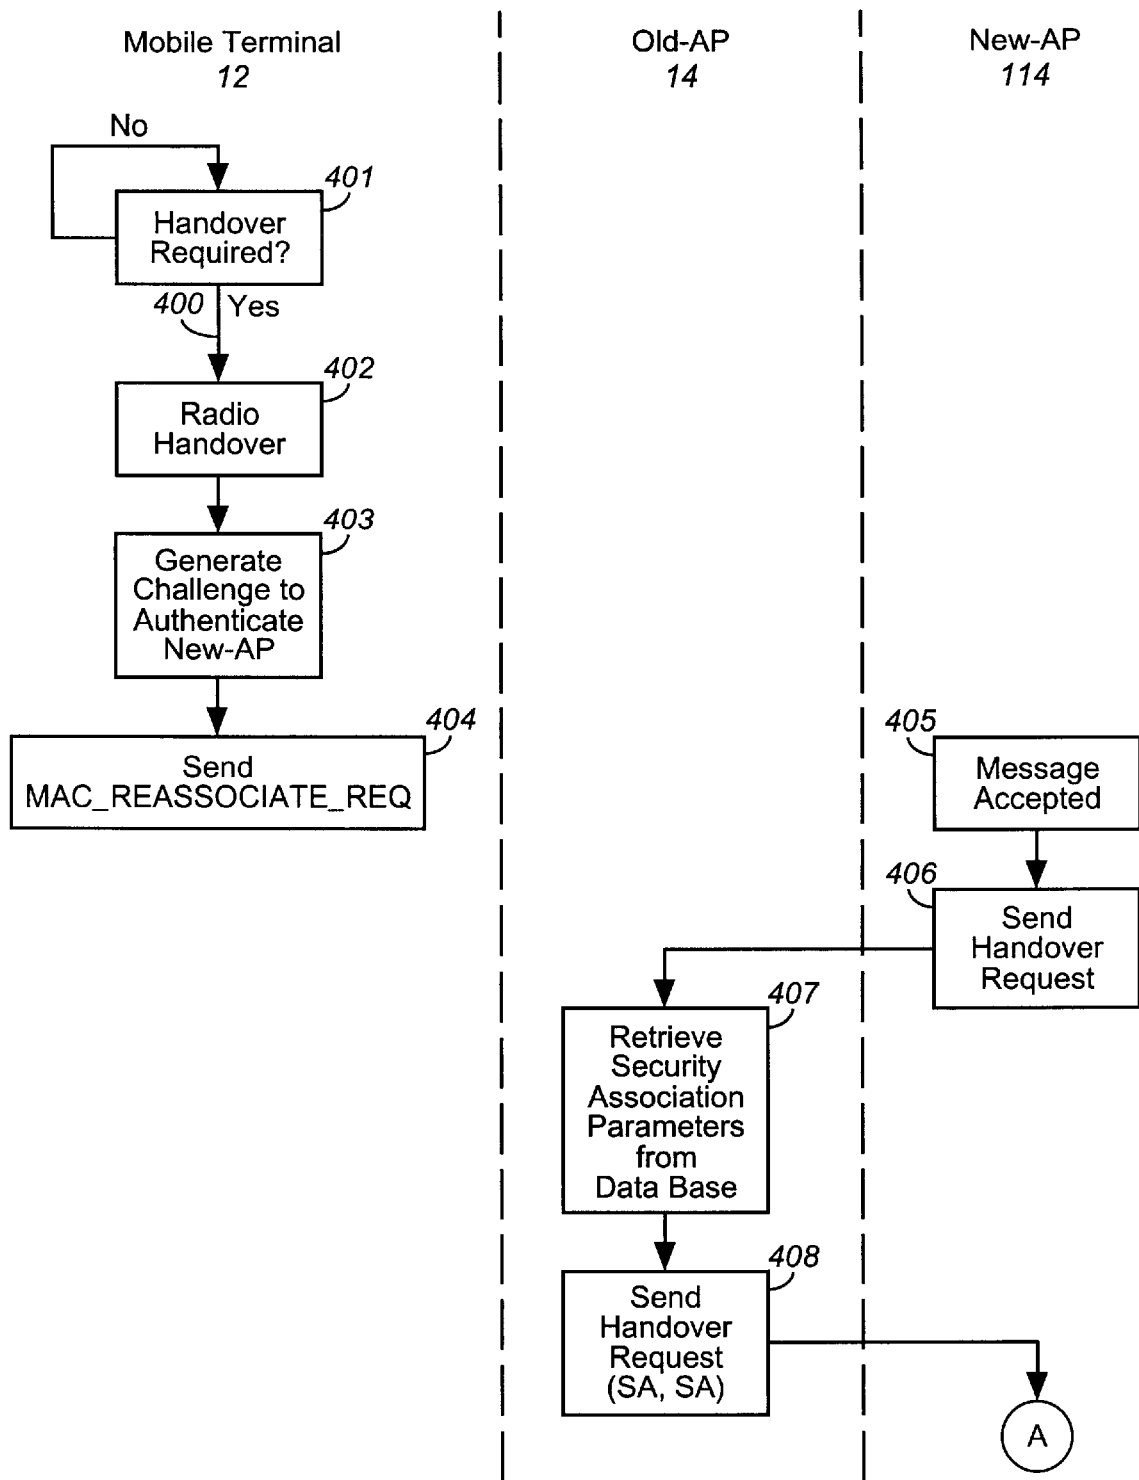 Mobile Terminal
12
Old-AP
14
New-AP
114
No
401
Handover
Required?
400
Yes
402
Radio
Handover
403
Generate
Challenge to
Authenticate
New-AP
404
Send
MAC_REASSOCIATE_REQ
405
Message
Accepted
406
Send
Handover
Request
407
Retrieve
Security
Association
Parameters
from
Data Base
408
Send
Handover
Request
(SA, SA)
A